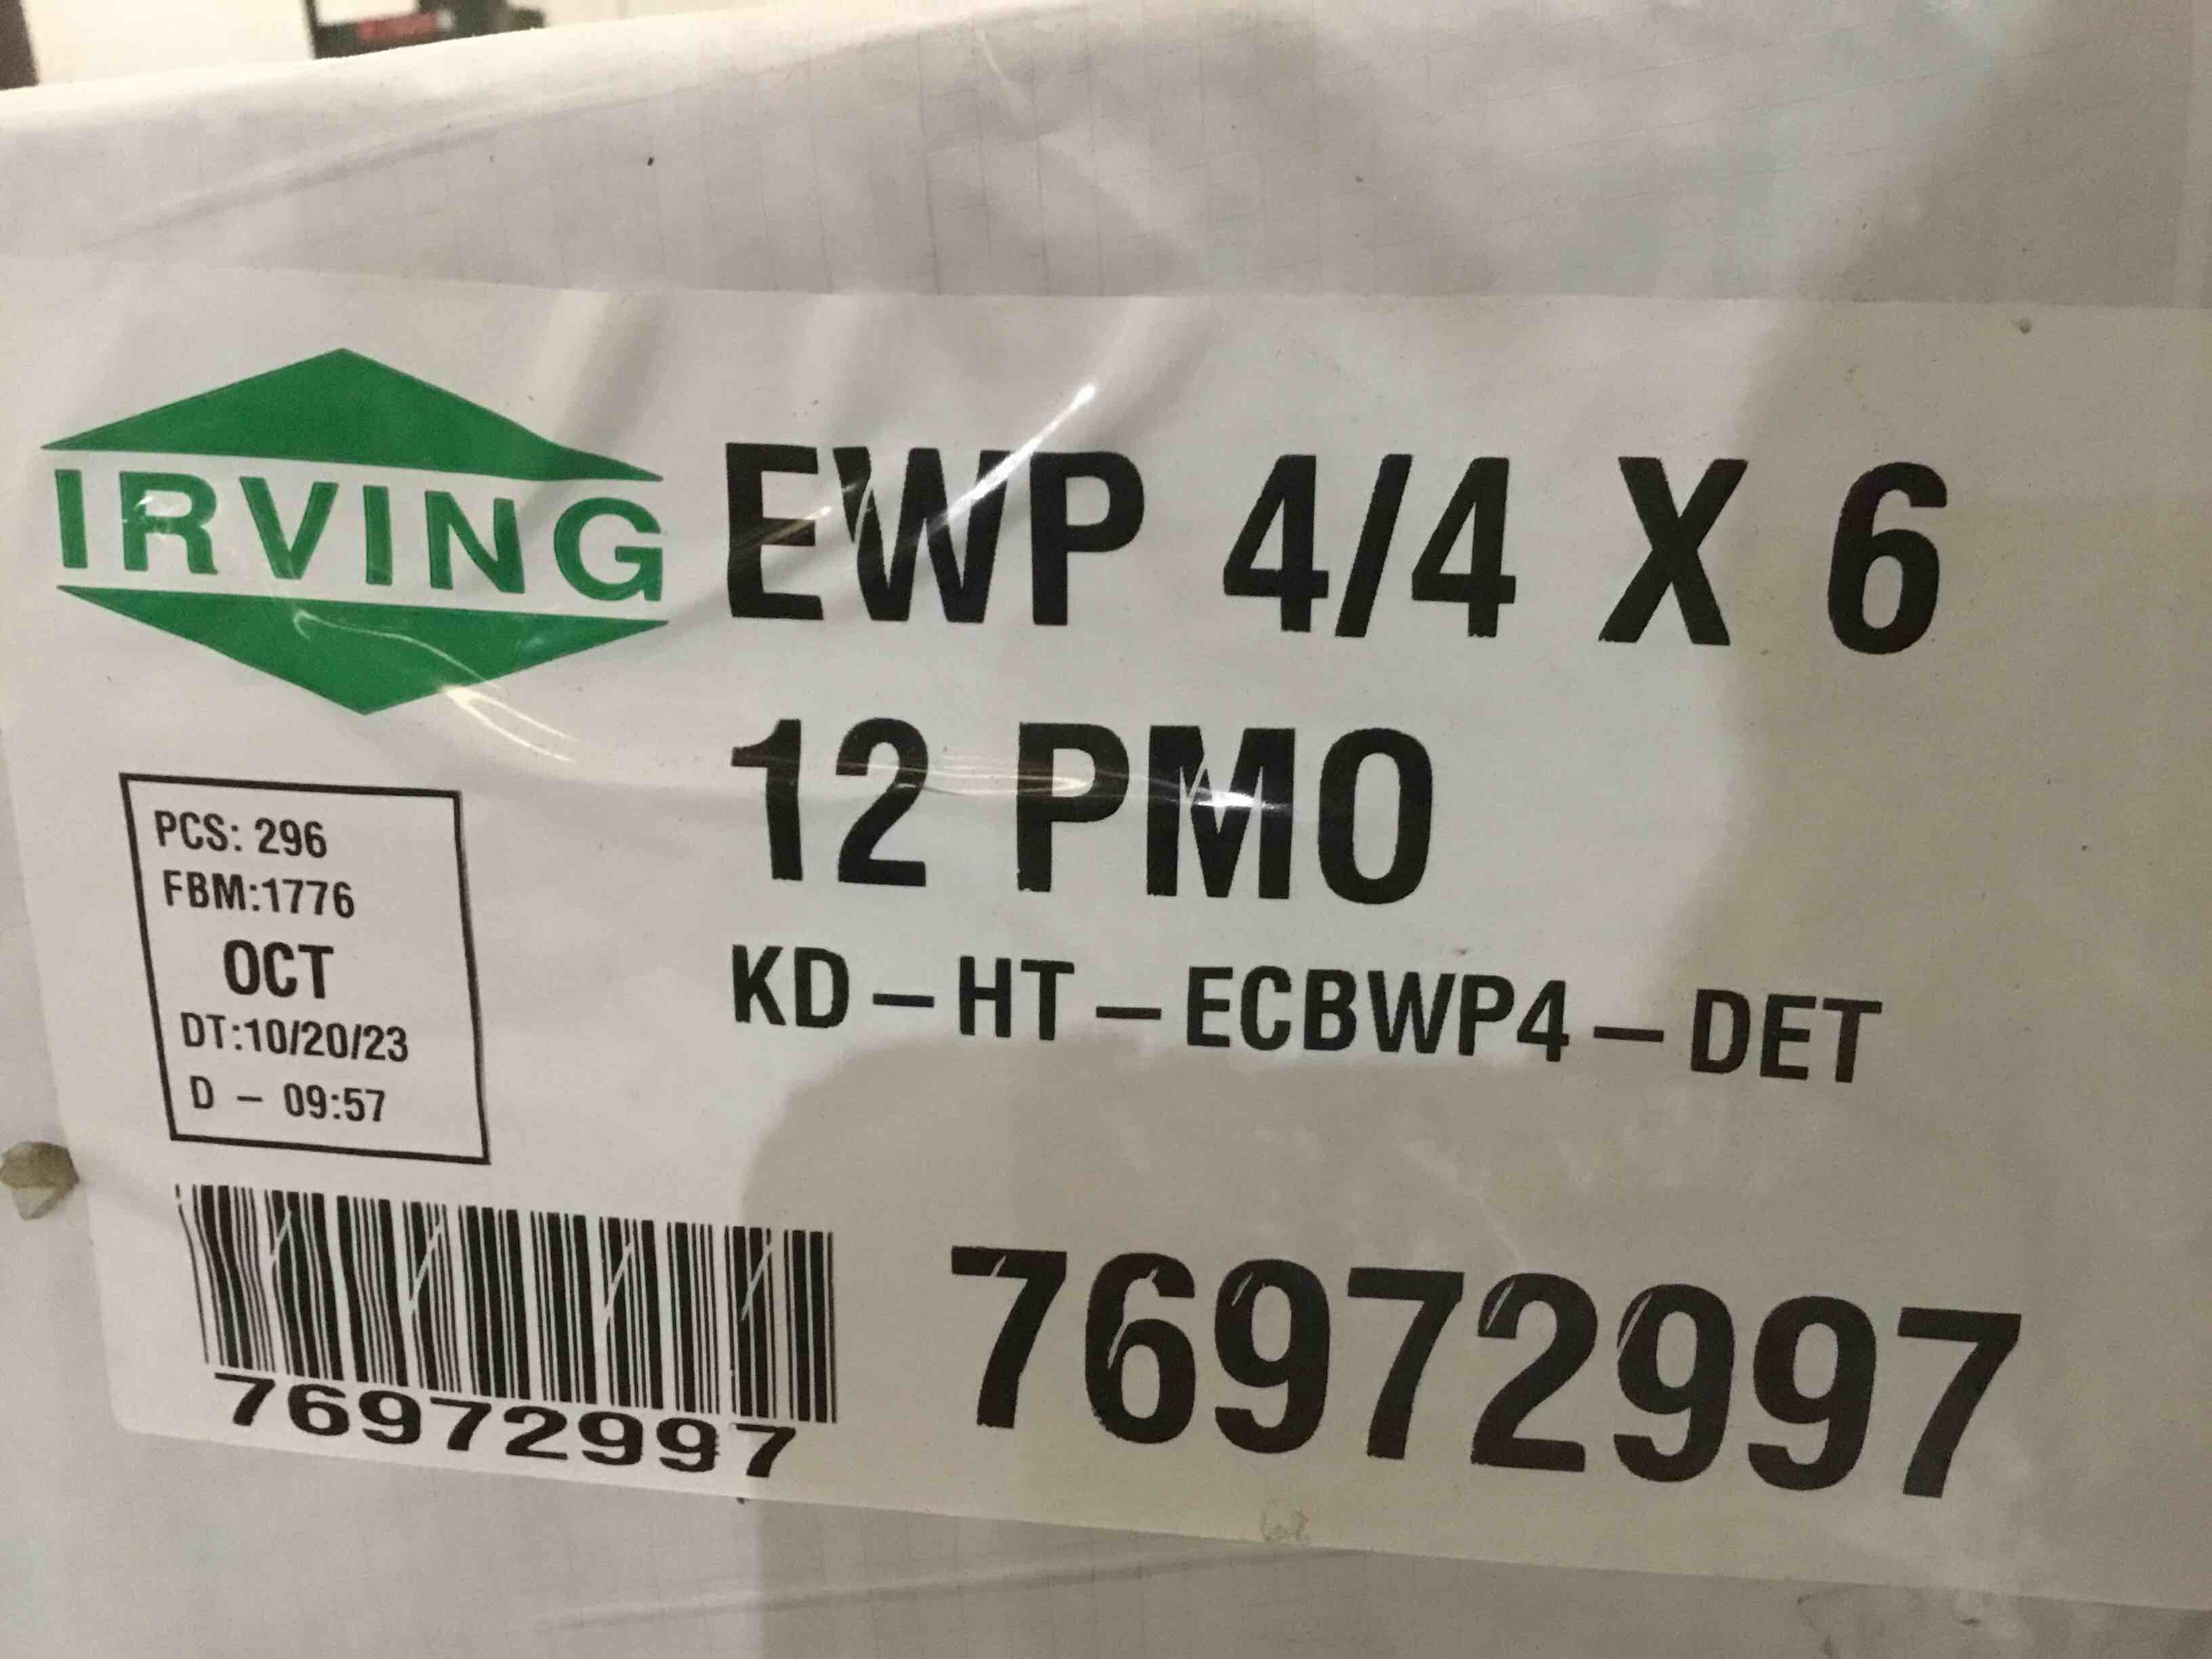 IRVING
EWP 4/4 X 6
12 PMO
KD – HT – ECBWP4 – DET
PCS: 296
FBM:1776
OCT
DT:10/20/23
D – 09:57
76972997
76972997